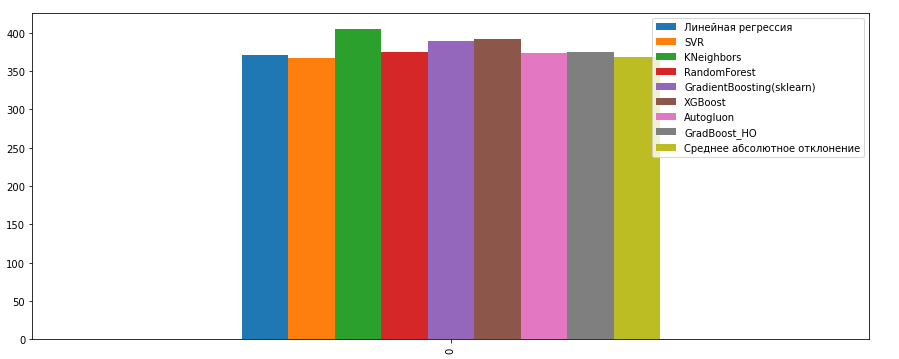 400
350
300
250
200
150
100
50
0
Линейная регрессия
SVR
KNeighbors
RandomForest
GradientBoosting(sklearn)
XGBoost
Autogluon
GradBoost_HO
Среднее абсолютное отклонение
0